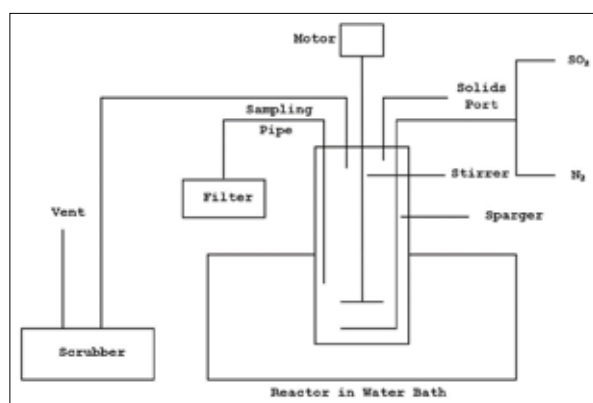 Motor
SO₂
Solids
Port
Sampling
Pipe
Stirrer
N₂
Filter
Vent
Sparger
Scrubber
Reactor in Water Bath